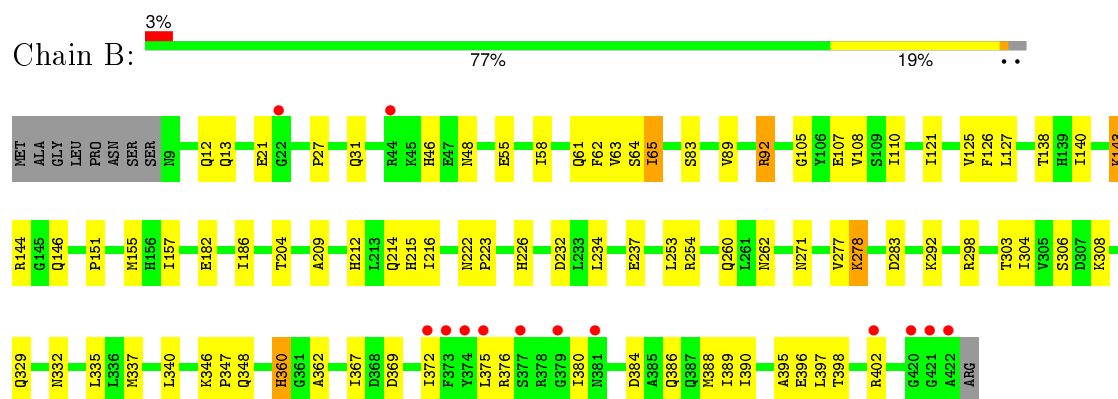 3%
Chain B:
77% 19% • •
MET ALA GLY LEU PRO ASN SER SER N9 Q12 Q13 E21 G22 P27 Q31 R44 K45 H46 E47 N48 E55 I58 Q61 F62 V63 S64 I65 S83 V89 R92 G105 Y106 E107 V108 S109 I110 I121 V125 F126 L127 T138 H139 I140 K143
R144 G145 Q146 P151 M155 H156 I157 E182 I186 T204 A209 H212 L213 Q214 H215 I216 N222 P223 H226 D232 L233 L234 E237 L253 R254 Q260 L261 N262 N271 V277 K278 D283 K292 R298 T303 I304 V305 S306 D307 K308
Q329 N332 L335 L336 M337 L340 K346 P347 Q348 H360 G361 A362 I367 D368 D369 I372 F373 Y374 L375 R376 S377 R378 G379 I380 N381 D384 A385 Q386 Q387 M388 I389 I390 A395 E396 L397 T398 R402 G420 G421 A422 ARG